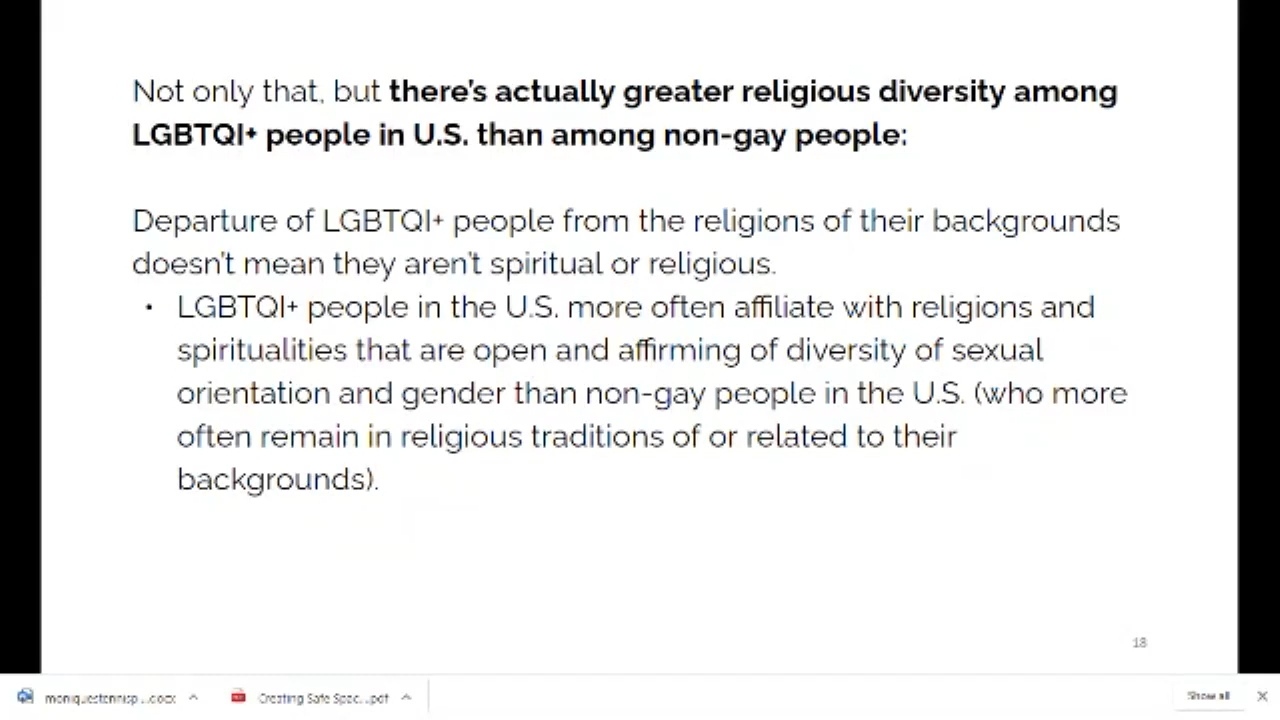 Not only that, but there's actually greater religious diversity among
LGBTQI+ people in U.S. than among non-gay people:
Departure of LGBTQI+ people from the religions of their backgrounds
doesn't mean they aren't spiritual or religious.
• LGBTQI+ people in the U.S. more often affiliate with religions and
spiritualities that are open and affirming of diversity of sexual
orientation and gender than non-gay people in the U.S. (who more
often remain in religious traditions of or related to their
backgrounds).
18
Creating Safe Spac...pdf
Show all